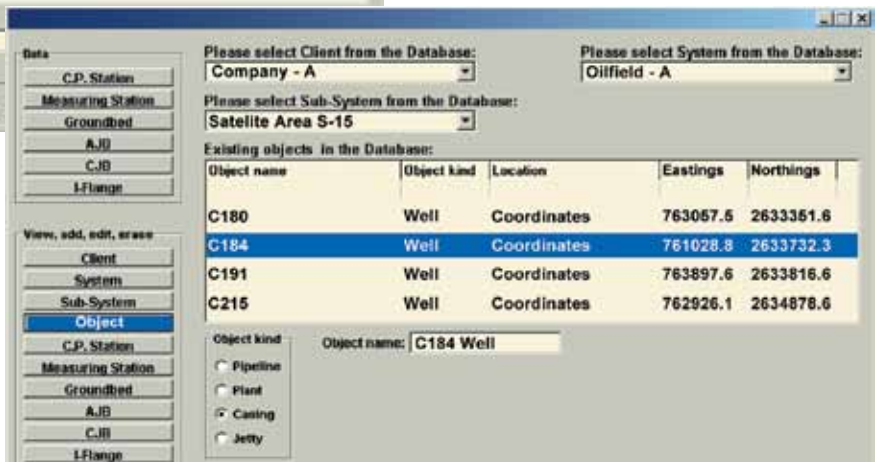 Data
C.P. Station
Measuring Station
Groundbed
AJB
CJB
I-Flange
View, add, edit, erase
Client
System
Sub-System
Object
C.P. Station
Measuring Station
Groundbed
AJB
CJB
I-Flange
Please select Client from the Database:
Company - A
Please select System from the Database:
Oilfield - A
Please select Sub-System from the Database:
Satelite Area S-15
Existing objects in the Database:
Object name Object kind Location Eastings Northings
C180 Well Coordinates 763057.5 2633351.6
C184 Well Coordinates 761028.8 2633732.3
C191 Well Coordinates 763897.6 2633816.6
C215 Well Coordinates 762926.1 2634878.6
Object kind
Pipeline
Plant
Casing
Jetty
Object name: C184 Well